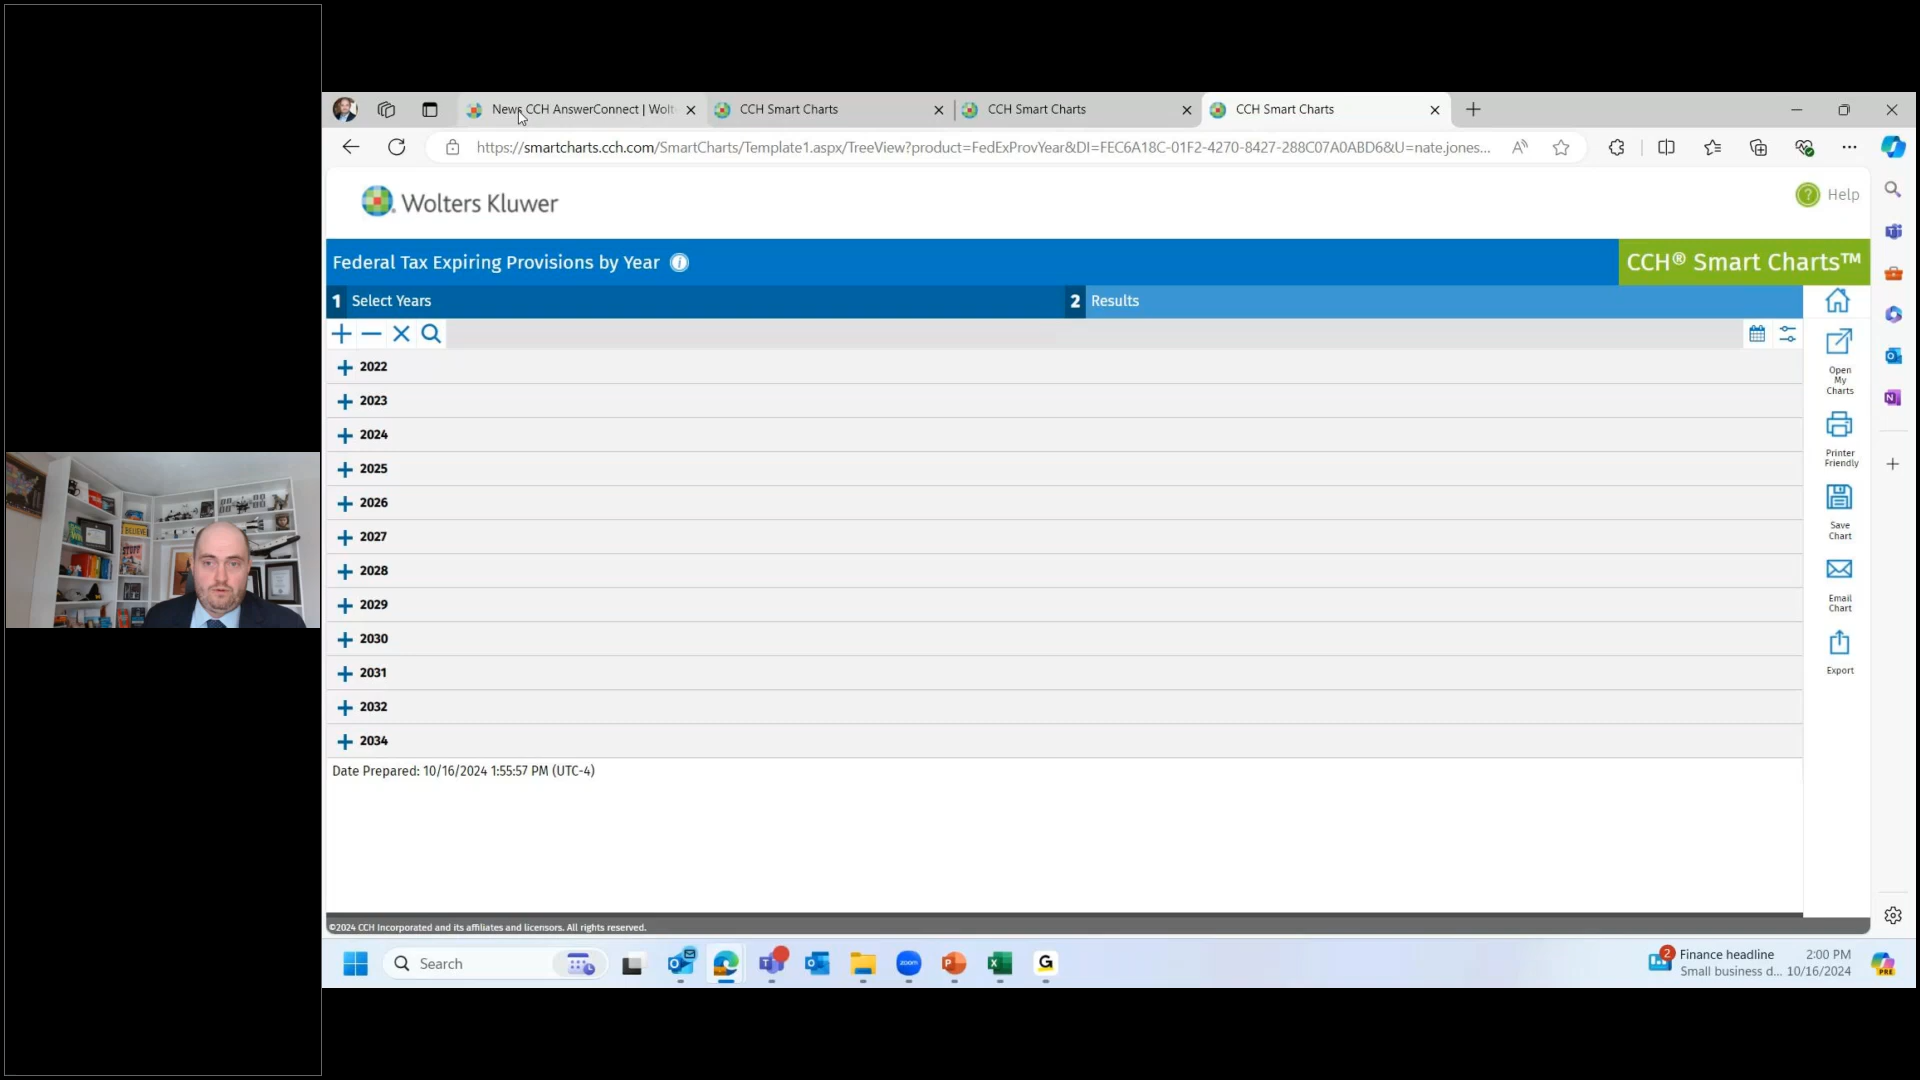 News CCH AnswerConnect | Wolt
CCH Smart Charts
CCH Smart Charts
CCH Smart Charts
https://smartcharts.cch.com/SmartCharts/Template1.aspx/TreeView?product=FedExProvYear&DI=FEC6A18C-01F2-4270-8427-288C07A0ABD6&U=nate.jones...
Wolters Kluwer
? Help
Federal Tax Expiring Provisions by Year i
CCH® Smart Charts™
1 Select Years
2 Results
2022
2023
2024
2025
2026
2027
2028
2029
2030
2031
2032
2034
Open
My
Charts
Printer
Friendly
Save
Chart
Email
Chart
Export
Date Prepared: 10/16/2024 1:55:57 PM (UTC-4)
©2024 CCH Incorporated and its affiliates and licensors. All rights reserved.
Search
zoom
G
2
Finance headline
Small business d...
2:00 PM
10/16/2024
PRE